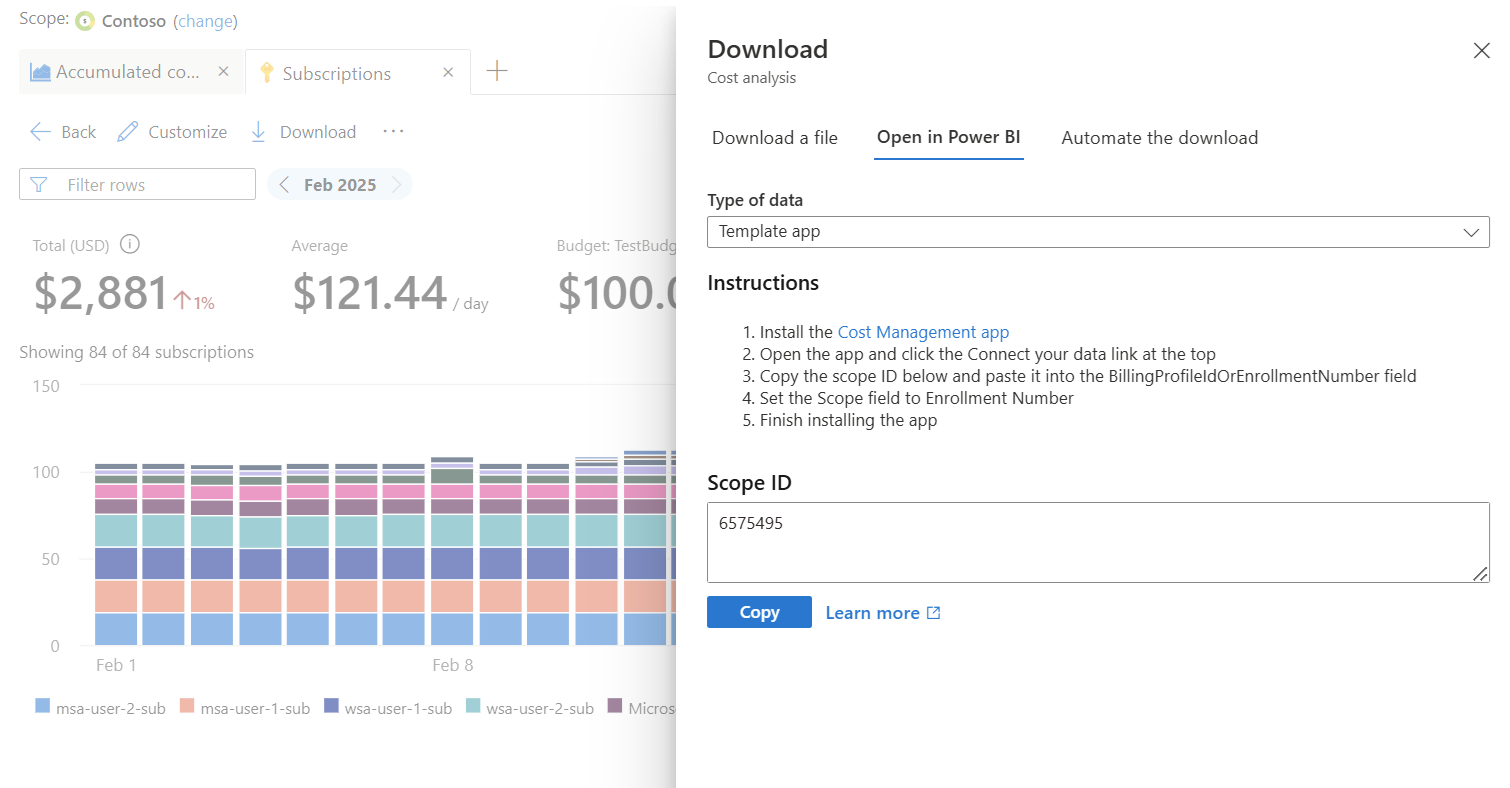 Scope: Contoso (change)
Accumulated co...
Subscriptions
Back
Customize
Download
...
Filter rows
Feb 2025
Total (USD)
Average
Budget: TestBudg
$2,881 1%
$121.44 / day
$100.0
Showing 84 of 84 subscriptions
150
100
50
0
Feb 1
Feb 8
msa-user-2-sub
msa-user-1-sub
wsa-user-1-sub
wsa-user-2-sub
Micros
Download
Cost analysis
Download a file
Open in Power BI
Automate the download
Type of data
Template app
Instructions
1. Install the Cost Management app
2. Open the app and click the Connect your data link at the top
3. Copy the scope ID below and paste it into the BillingProfileIdOrEnrollmentNumber field
4. Set the Scope field to Enrollment Number
5. Finish installing the app
Scope ID
6575495
Copy
Learn more